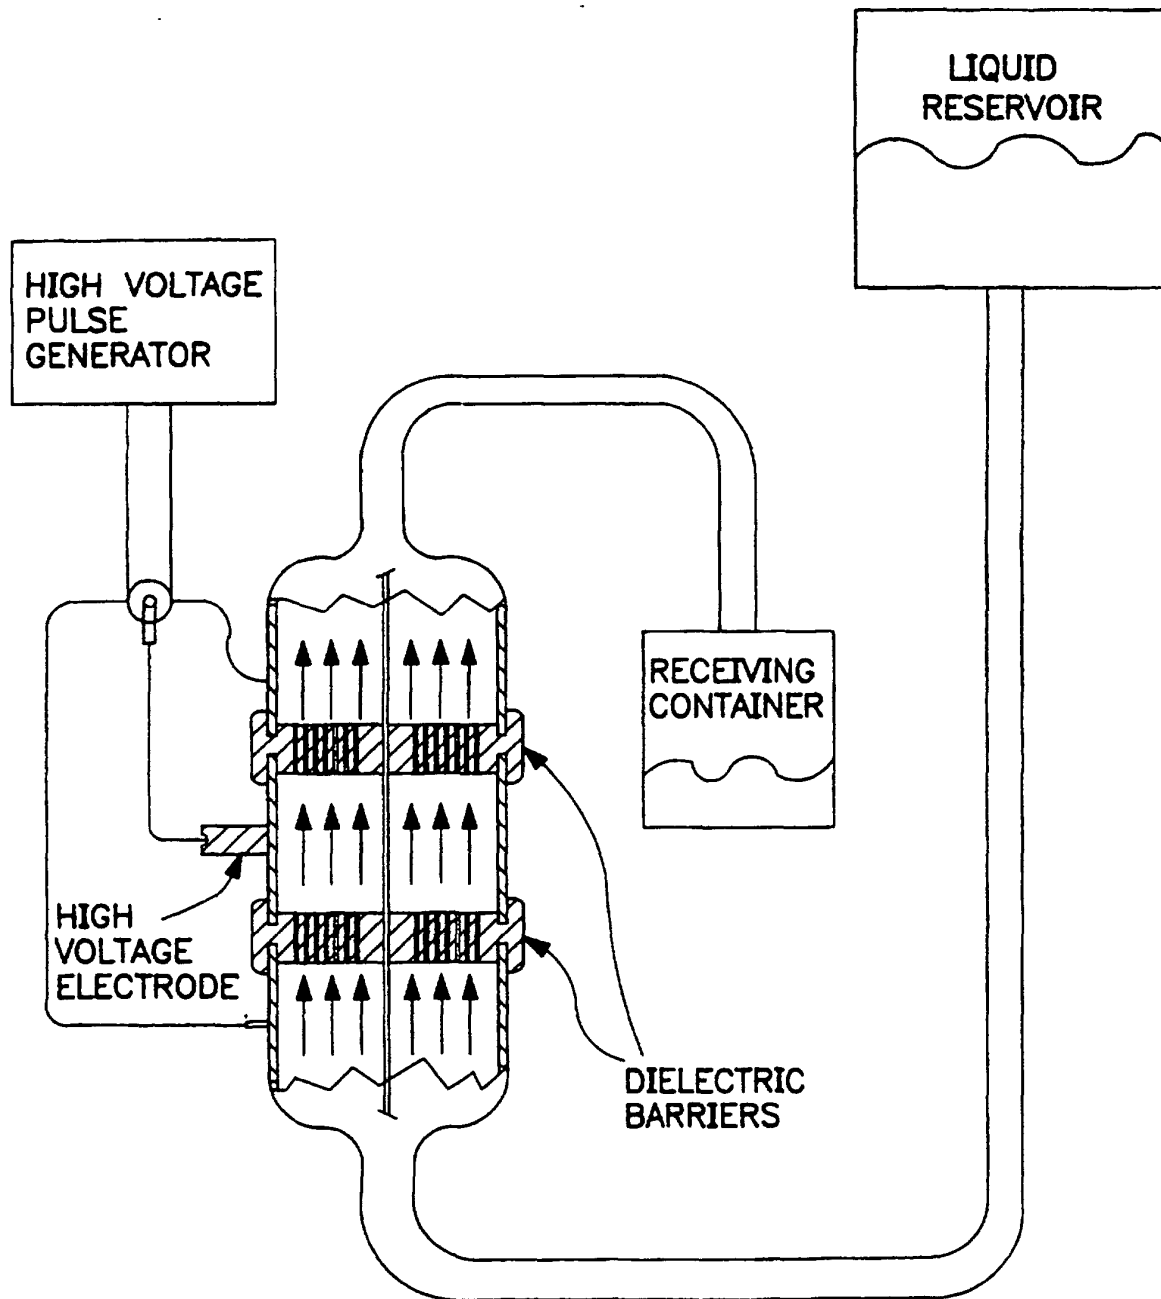 LIQUID
RESERVOIR
HIGH VOLTAGE
PULSE
GENERATOR
RECEIVING
CONTAINER
HIGH
VOLTAGE
ELECTRODE
DIELECTRIC
BARRIERS